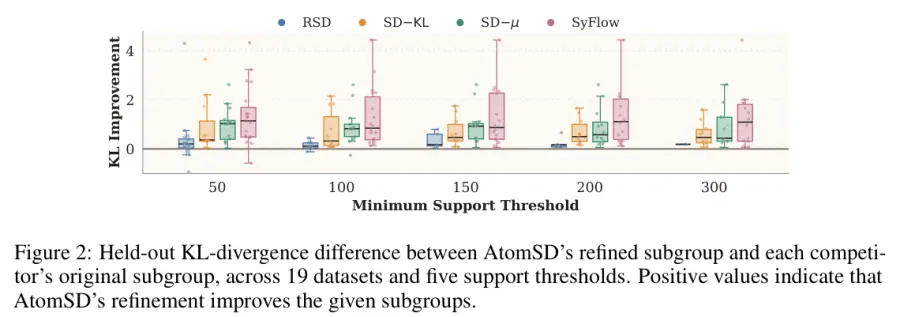 RSD SD−KL SD−μ SyFlow
KL Improvement
4
2
0
50 100 150 200 300
Minimum Support Threshold
Figure 2: Held-out KL-divergence difference between AtomSD's refined subgroup and each competi-
tor's original subgroup, across 19 datasets and five support thresholds. Positive values indicate that
AtomSD's refinement improves the given subgroups.